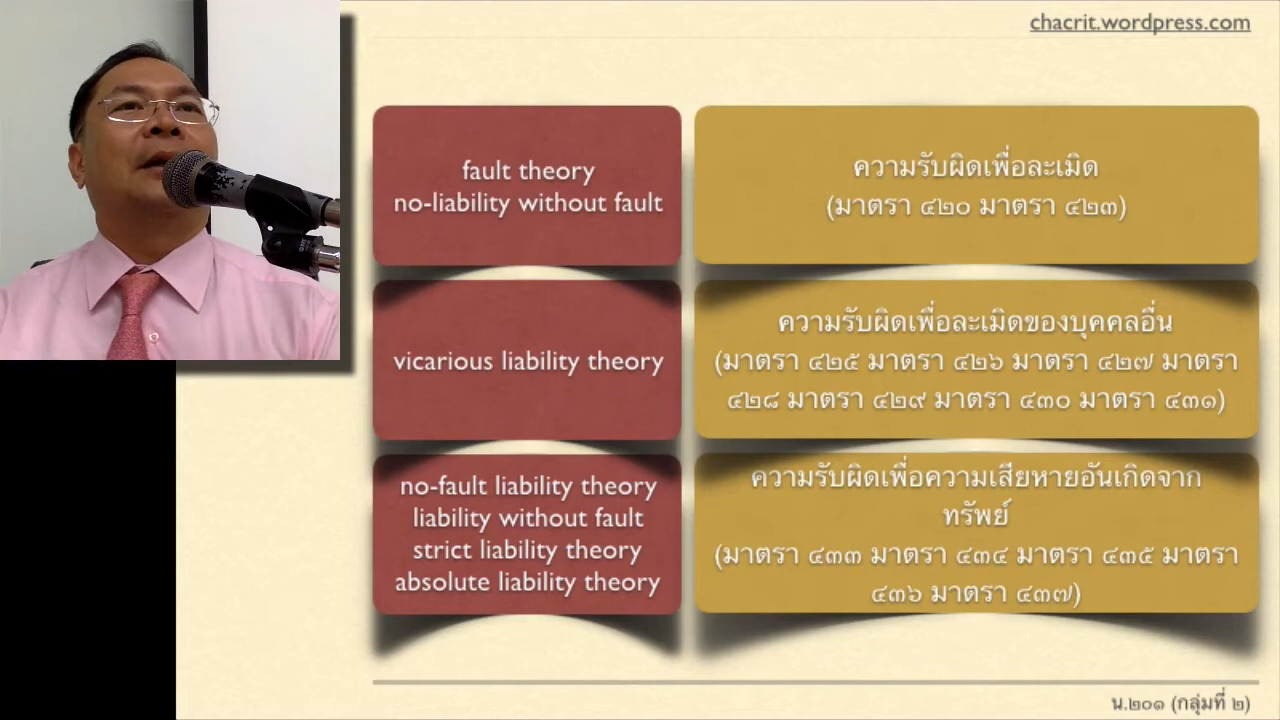 chacrit.wordpress.com
fault theory
no-liability without fault
ความรับผิดเพื่อละเมิด
(มาตรา ๔๒๐ มาตรา ๔๒๓)
vicarious liability theory
ความรับผิดเพื่อละเมิดของบุคคลอื่น
(มาตรา ๔๒๕ มาตรา ๔๒๖ มาตรา ๔๒๗ มาตรา
๔๒๘ มาตรา ๔๒๙ มาตรา ๔๓๐ มาตรา ๔๓๑)
no-fault liability theory
liability without fault
strict liability theory
absolute liability theory
ความรับผิดเพื่อความเสียหายอันเกิดจาก
ทรัพย์
(มาตรา ๔๓๓ มาตรา ๔๓๔ มาตรา ๔๓๕ มาตรา
๔๓๖ มาตรา ๔๓๗)
น.๒๐๑ (กลุ่มที่ ๒)